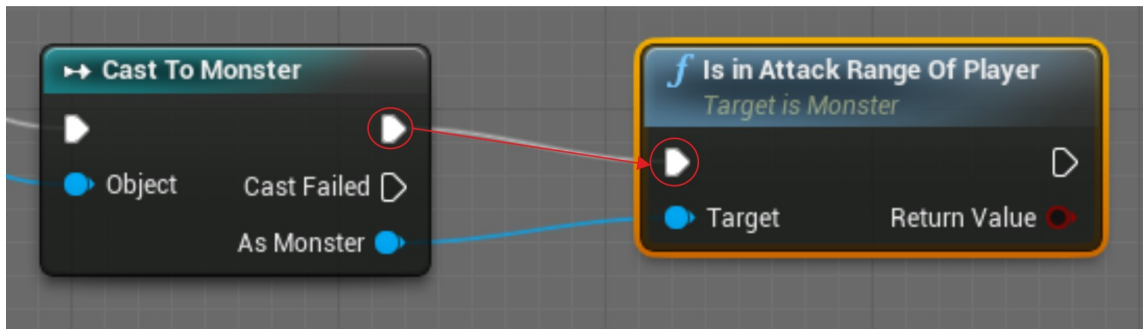 Cast To Monster
Object
Cast Failed
As Monster
f Is in Attack Range Of Player
Target is Monster
Target
Return Value